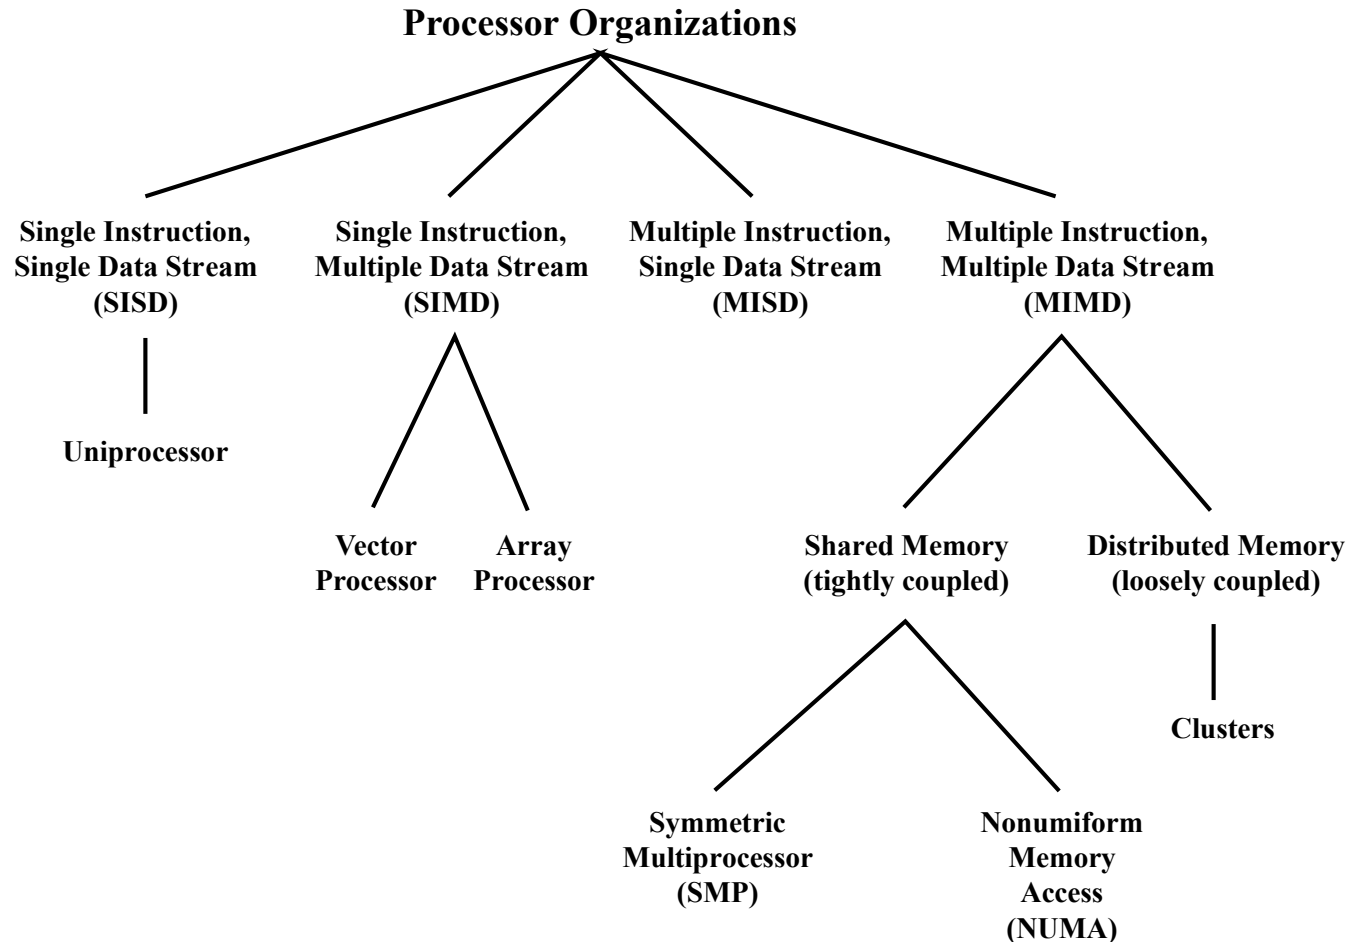 Processor Organizations
Single Instruction,
Single Data Stream
(SISD)
Single Instruction,
Multiple Data Stream
(SIMD)
Multiple Instruction,
Single Data Stream
(MISD)
Multiple Instruction,
Multiple Data Stream
(MIMD)
Uniprocessor
Vector
Processor
Array
Processor
Shared Memory
(tightly coupled)
Distributed Memory
(loosely coupled)
Clusters
Symmetric
Multiprocessor
(SMP)
Nonumiform
Memory
Access
(NUMA)